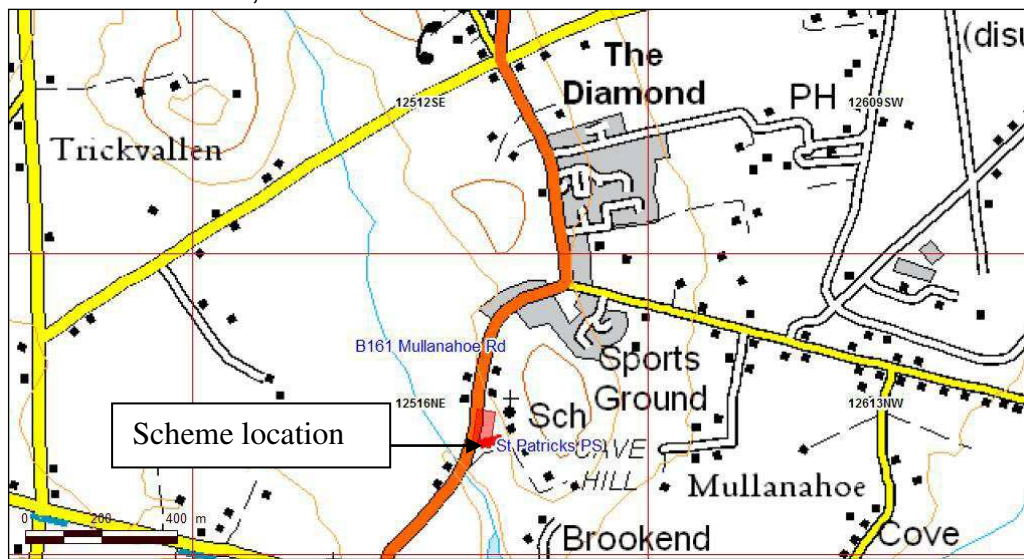 (disu
The
Diamond
PH
12512SE
12609SW
Trickvallen
B161 Mullanahoe Rd
Sports
Ground
12516NE
12613NW
Sch
Scheme location
St Patricks PS
CAVE
HILL
Mullanahoe
0 200 400 m
Brookend
Cove